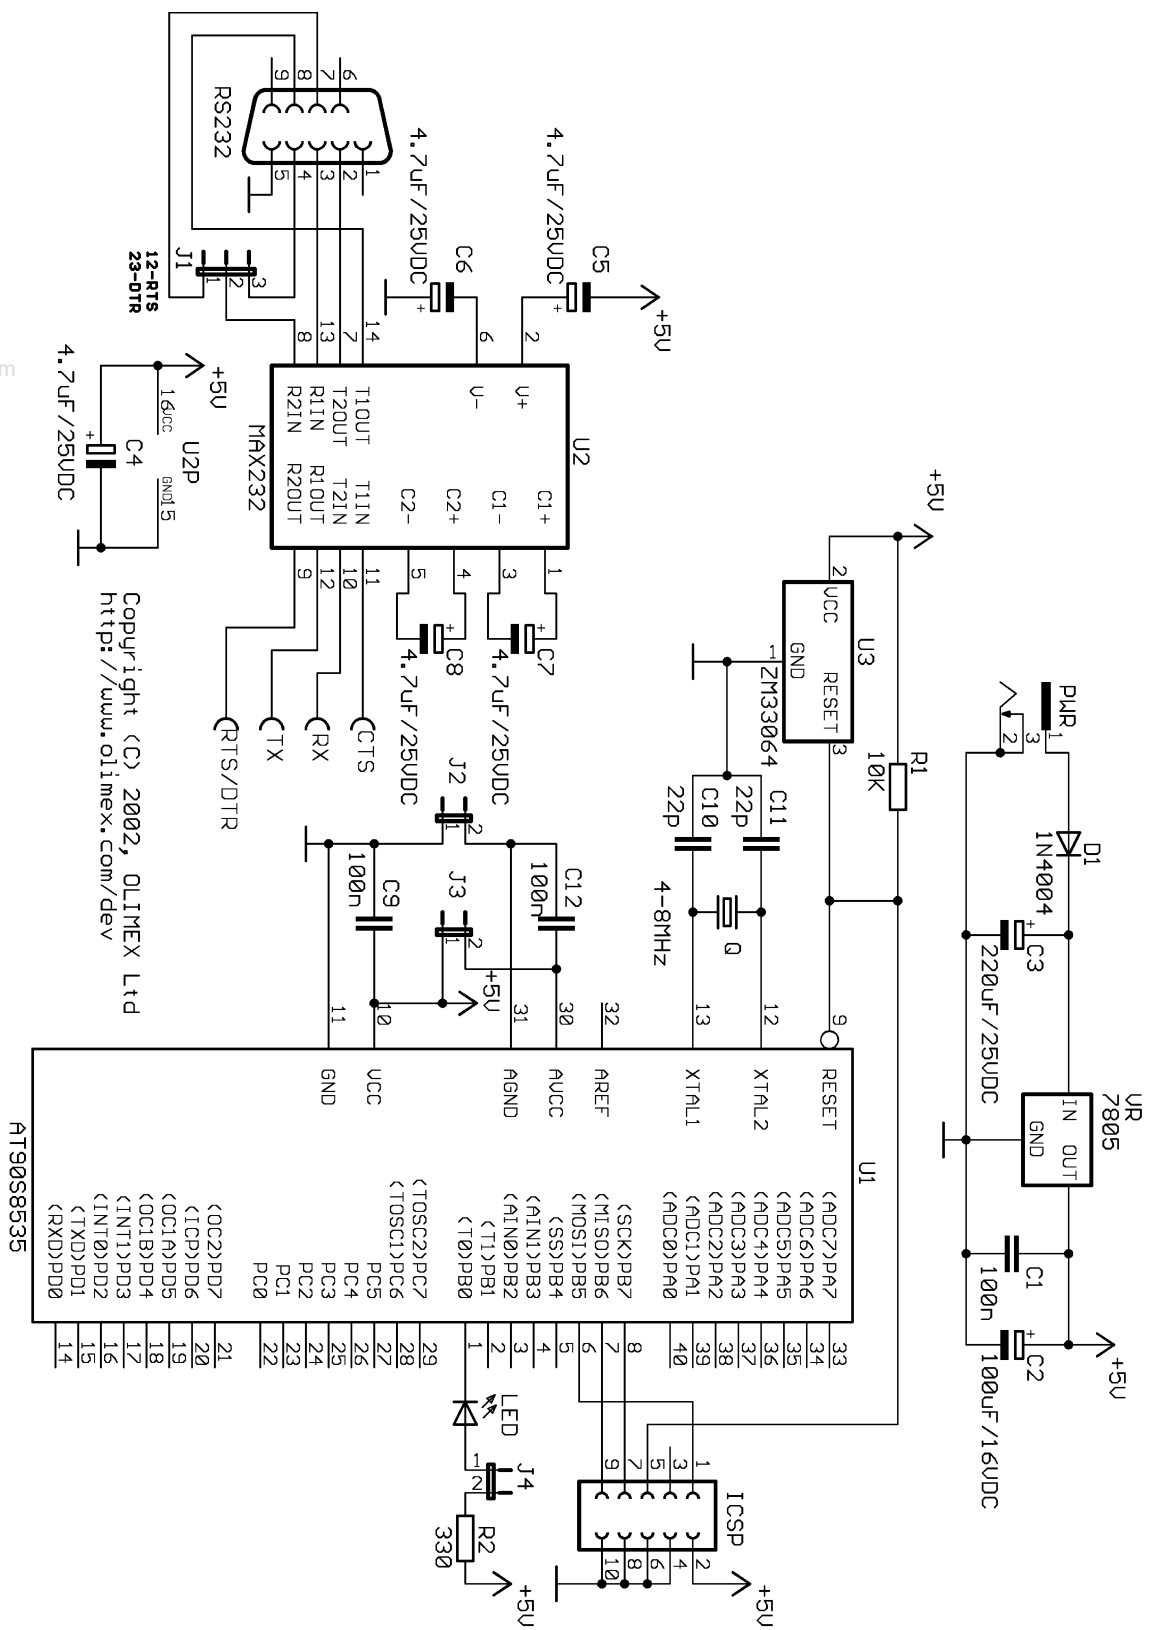 PWR
1
3
2
D1
1N4004
C3
+
220uF/25VDC
VR
7805
IN
OUT
GND
C1
100n
C2
+
100uF/16VDC
+5V
+5V
R1
10K
U3
2
VCC
RESET
3
GND
1
ZM33064
C11
22p
C10
22p
Q
4-8MHz
C5
+
4.7uF/25VDC
+5V
C6
+
4.7uF/25VDC
RS232
6
7
8
9
1
2
3
4
5
J1
1
2
3
12-RTS
23-DTR
U2
MAX232
2
V+
6
V-
14
T1OUT
7
T2OUT
13
R1IN
8
R2IN
C1+
1
C1-
3
C2+
4
C2-
5
T1IN
11
T2IN
10
R1OUT
12
R2OUT
9
C7
+
4.7uF/25VDC
C8
+
4.7uF/25VDC
CTS
RX
TX
RTS/DTR
+5V
U2P
16
VCC
GND
15
C4
+
4.7uF/25VDC
Copyright (C) 2002, OLIMEX Ltd
http://www.olimex.com/dev
J2
1
2
J3
1
2
C12
100n
C9
100n
+5V
U1
AT90S8535
9
RESET
12
XTAL2
13
XTAL1
32
AREF
30
AVCC
31
AGND
10
VCC
11
GND
(ADC7)PA7
33
(ADC6)PA6
34
(ADC5)PA5
35
(ADC4)PA4
36
(ADC3)PA3
37
(ADC2)PA2
38
(ADC1)PA1
39
(ADC0)PA0
40
(SCK)PB7
8
(MISO)PB6
7
(MOSI)PB5
6
(SS)PB4
5
(AIN1)PB3
4
(AIN0)PB2
3
(T1)PB1
2
(T0)PB0
1
(TOSC2)PC7
29
(TOSC1)PC6
28
PC5
27
PC4
26
PC3
25
PC2
24
PC1
23
PC0
22
(OC2)PD7
21
(ICP)PD6
20
(OC1A)PD5
19
(OC1B)PD4
18
(INT1)PD3
17
(INT0)PD2
16
(TXD)PD1
15
(RXD)PD0
14
ICSP
1
3
5
7
9
2
4
6
8
10
+5V
LED
J4
1
2
R2
330
+5V
m